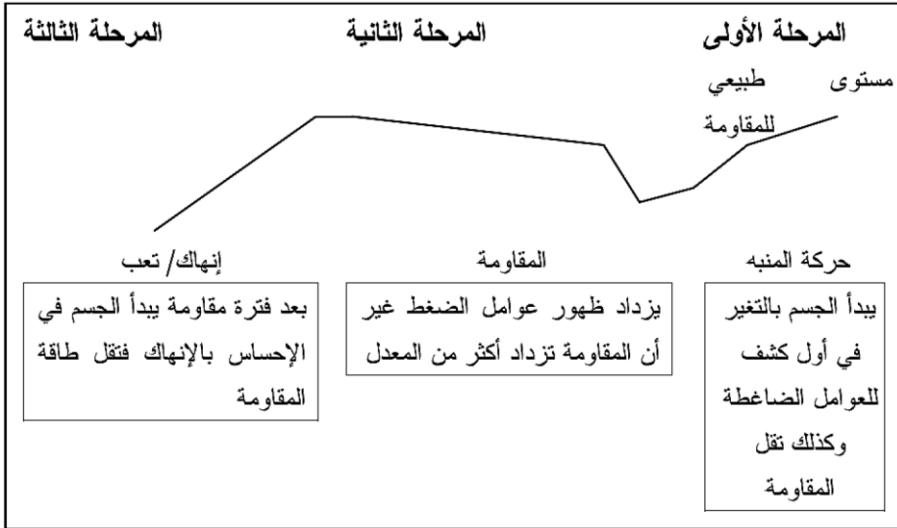 المرحلة الأولى
المرحلة الثانية
المرحلة الثالثة
مستوى طبيعي
للمقاومة
حركة المنبه
المقاومة
إنهاك/ تعب
يبدأ الجسم بالتغير
في أول كشف
للعوامل الضاغطة
وكذلك تقل
المقاومة
يزداد ظهور عوامل الضغط غير
أن المقاومة تزداد أكثر من المعدل
بعد فترة مقاومة يبدأ الجسم في
الإحساس بالإنهاك فتقل طاقة
المقاومة